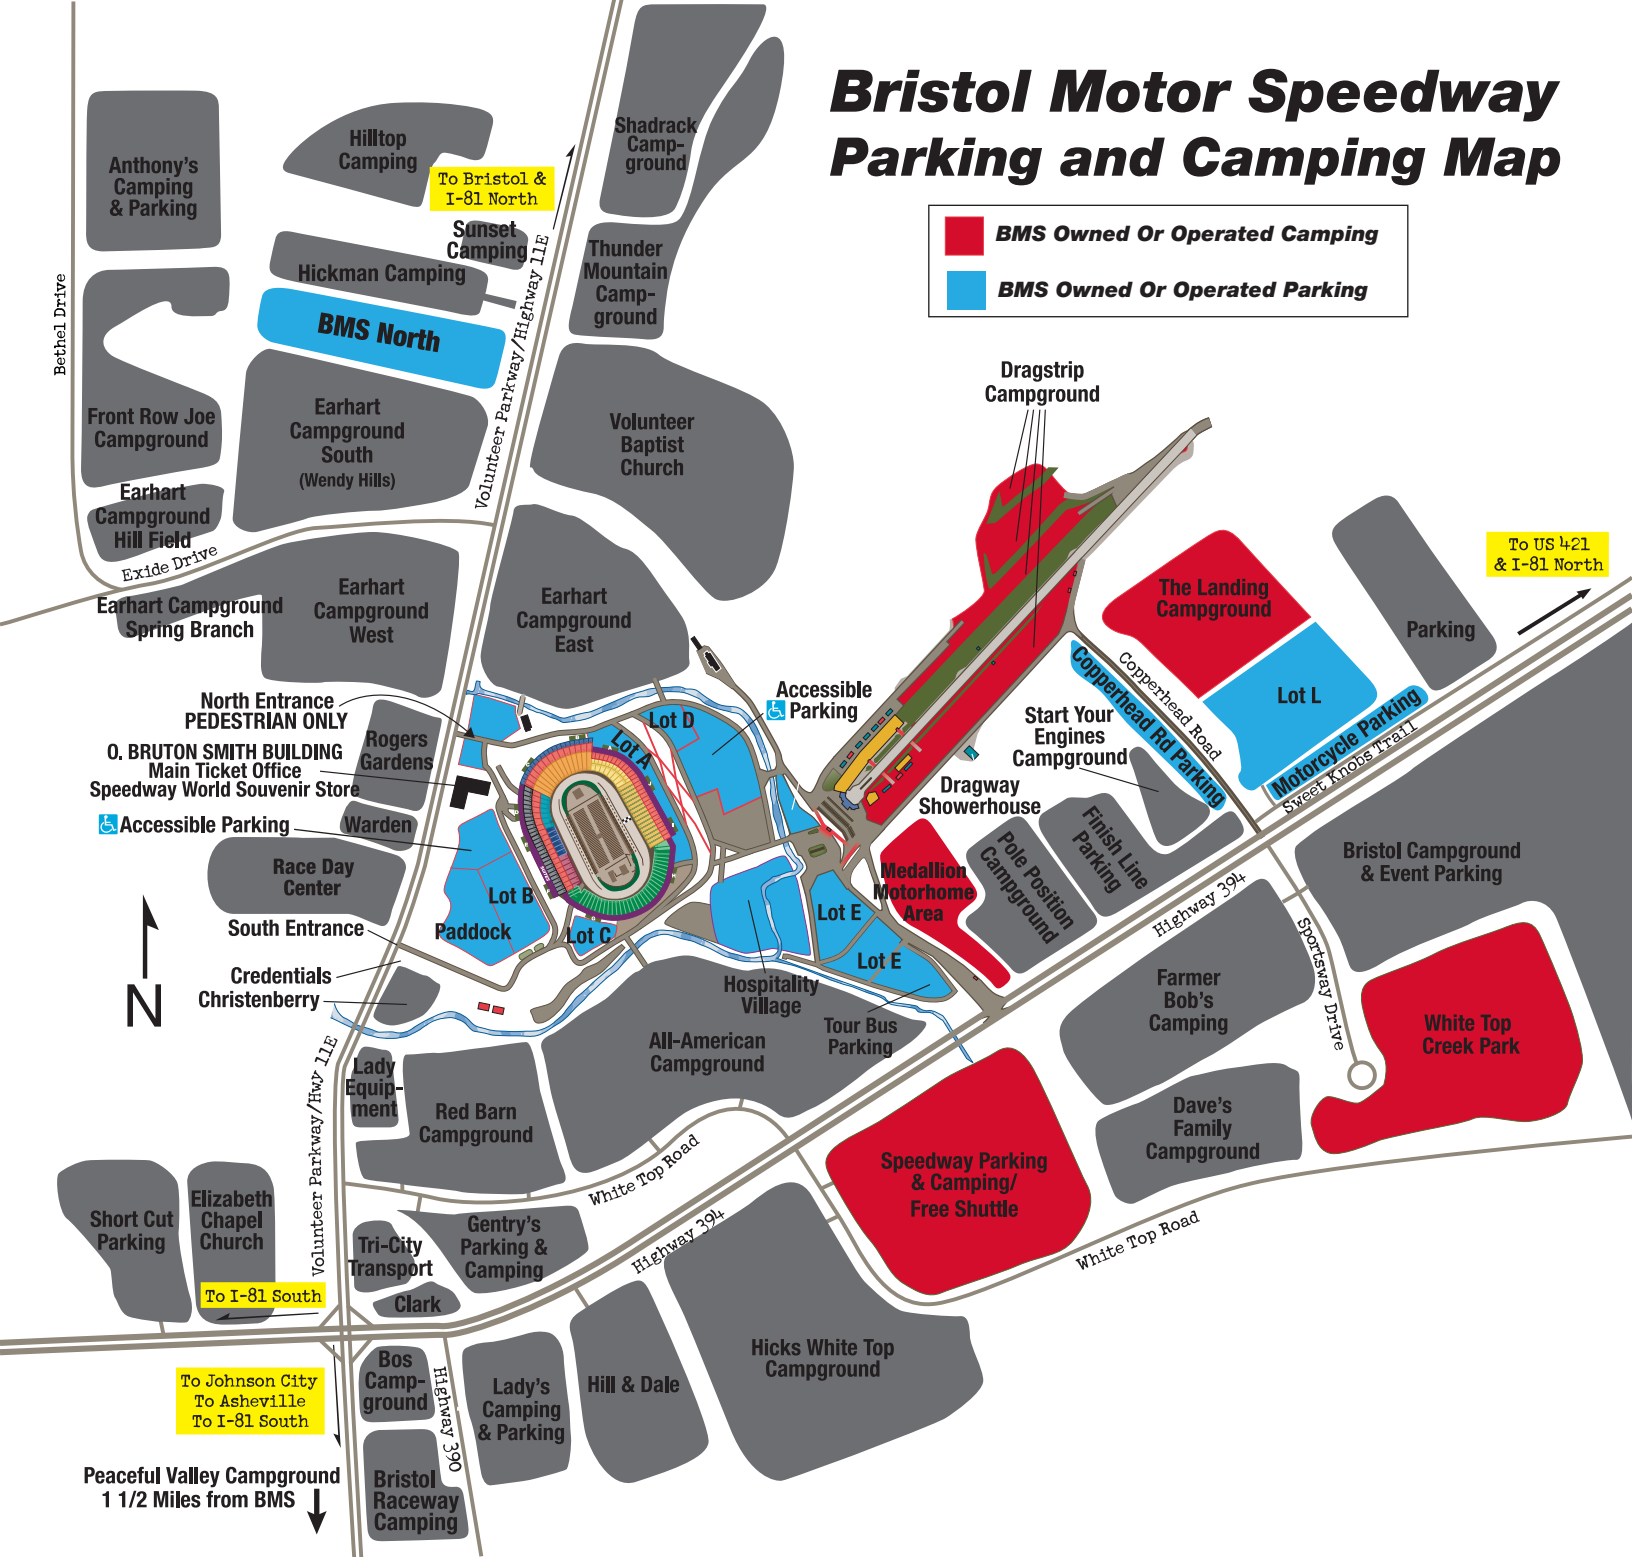 Bristol Motor Speedway
Parking and Camping Map
BMS Owned Or Operated Camping
BMS Owned Or Operated Parking
Shadrack
Camp-
ground
Hilltop
Camping
Anthony's
Camping
& Parking
To Bristol &
I-81 North
Sunset
Camping
Hickman Camping
Thunder
Mountain
Camp-
ground
Bethel Drive
BMS North
Volunteer Parkway/Highway 11E
Front Row Joe
Campground
Earhart
Campground
South
(Wendy Hills)
Volunteer
Baptist
Church
Dragstrip
Campground
Earhart
Campground
Hill Field
Exide Drive
Earhart Campground
Spring Branch
Earhart
Campground
West
Earhart
Campground
East
The Landing
Campground
Parking
To US 421
& I-81 North
North Entrance
PEDESTRIAN ONLY
Rogers
Gardens
O. BRUTON SMITH BUILDING
Main Ticket Office
Speedway World Souvenir Store
Accessible Parking
Warden
Race Day
Center
South Entrance
Credentials
Christenberry
Lot D
Lot A
Accessible
Parking
Lot B
Paddock
Lot C
Copperhead Road
Copperhead Rd Parking
Lot L
Motorcycle Parking
Sweet Knobs Trail
Start Your
Engines
Campground
Dragway
Showerhouse
Finish Line
Parking
Pole Position
Campground
Medallion
Motorhome
Area
Lot E
Lot E
Hospitality
Village
Tour Bus
Parking
Highway 394
Bristol Campground
& Event Parking
Sportsway Drive
Farmer
Bob's
Camping
White Top
Creek Park
Dave's
Family
Campground
N
All-American
Campground
Volunteer Parkway/Hwy 11E
Lady
Equip-
ment
Red Barn
Campground
White Top Road
Speedway Parking
& Camping/
Free Shuttle
White Top Road
Short Cut
Parking
Elizabeth
Chapel
Church
Tri-City
Transport
Gentry's
Parking &
Camping
Highway 394
To I-81 South
Clark
To Johnson City
To Asheville
To I-81 South
Bos
Camp-
ground
Highway 390
Lady's
Camping
& Parking
Hill & Dale
Hicks White Top
Campground
Peaceful Valley Campground
1 1/2 Miles from BMS
Bristol
Raceway
Camping